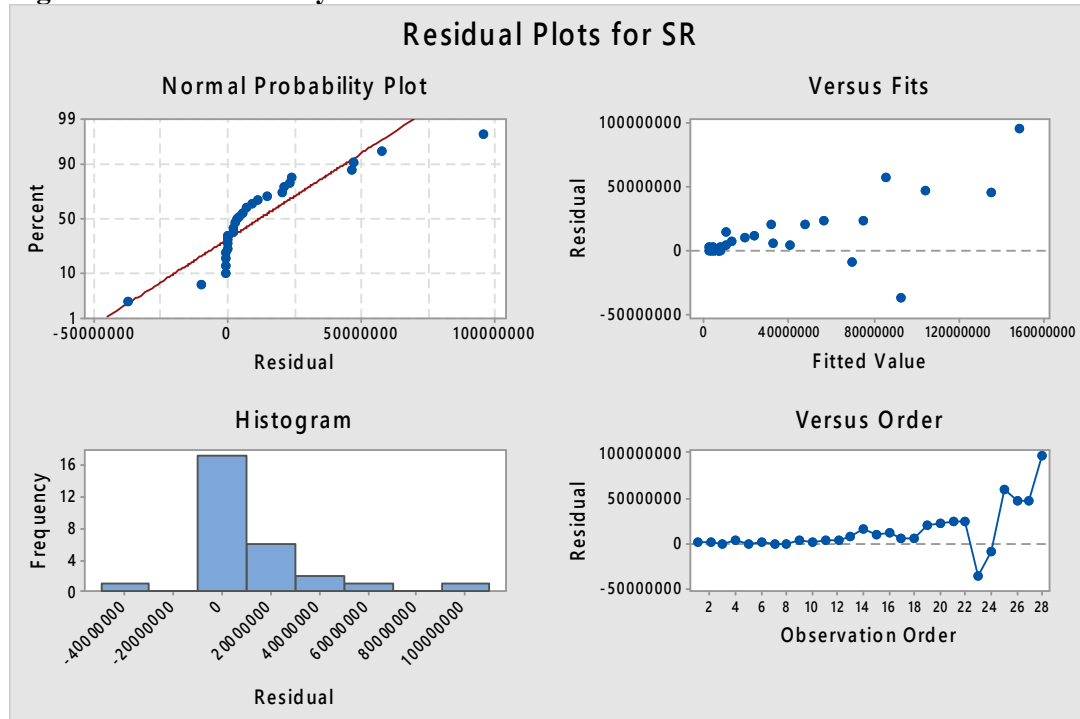 Residual Plots for SR
Normal Probability Plot
99
90
50
10
1
Percent
-50000000 0 50000000 100000000
Residual
Versus Fits
100000000
50000000
0
-50000000
Residual
0 40000000 80000000 120000000 160000000
Fitted Value
Histogram
16
12
8
4
0
Frequency
-40000000 -20000000 0 20000000 40000000 60000000 80000000 100000000
Residual
Versus Order
100000000
50000000
0
-50000000
Residual
2 4 6 8 10 12 14 16 18 20 22 24 26 28
Observation Order